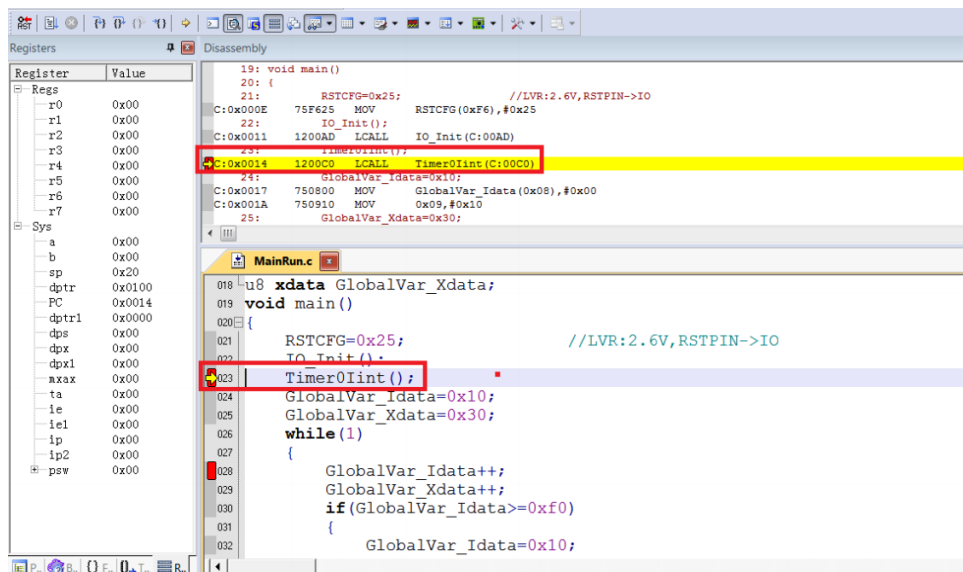 RST
Registers
Disassembly
Register Value
Regs
r0 0x00
r1 0x00
r2 0x00
r3 0x00
r4 0x00
r5 0x00
r6 0x00
r7 0x00
Sys
a 0x00
b 0x00
sp 0x20
dptr 0x0100
PC 0x0014
dptr1 0x0000
dps 0x00
dpx 0x00
dpx1 0x00
mxax 0x00
ta 0x00
ie 0x00
ie1 0x00
ip 0x00
ip2 0x00
psw 0x00
19: void main()
20: {
21: RSTCFG=0x25; //LVR:2.6V,RSTPIN->IO
C:0x000E 75F625 MOV RSTCFG(0xF6),#0x25
22: IO_Init();
C:0x0011 1200AD LCALL IO_Init(C:00AD)
23: Timer0Iint();
C:0x0014 1200C0 LCALL Timer0Iint(C:00C0)
24: GlobalVar_Idata=0x10;
C:0x0017 750800 MOV GlobalVar_Idata(0x08),#0x00
C:0x001A 750910 MOV 0x09,#0x10
25: GlobalVar_Xdata=0x30;
MainRun.c
018 u8 xdata GlobalVar_Xdata;
019 void main()
020 {
021 RSTCFG=0x25; //LVR:2.6V,RSTPIN->IO
022 IO_Init();
023 Timer0Iint();
024 GlobalVar_Idata=0x10;
025 GlobalVar_Xdata=0x30;
026 while(1)
027 {
028 GlobalVar_Idata++;
029 GlobalVar_Xdata++;
030 if(GlobalVar_Idata>=0xf0)
031 {
032 GlobalVar_Idata=0x10;
P... B... {} F... T... R...